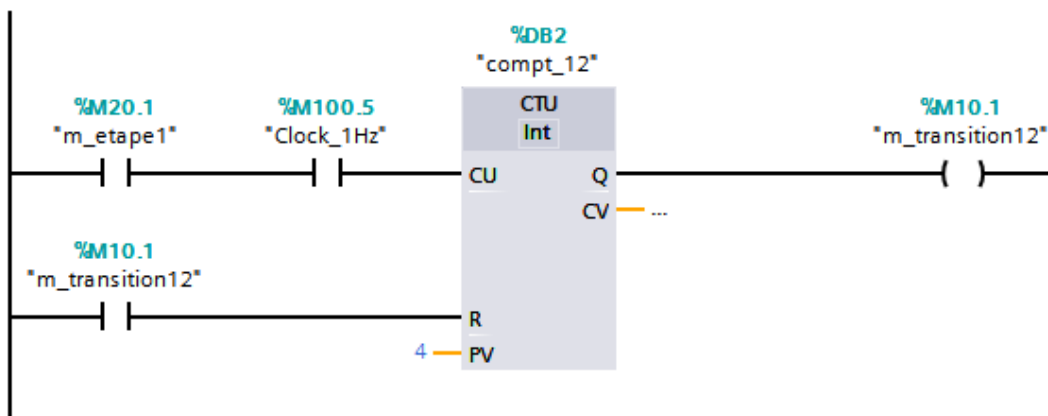 %DB2
"compt_12"
%M20.1
"m_etape1"
%M100.5
"Clock_1Hz"
CTU
Int
%M10.1
"m_transition12"
CU
Q
CV
...
%M10.1
"m_transition12"
R
4
PV